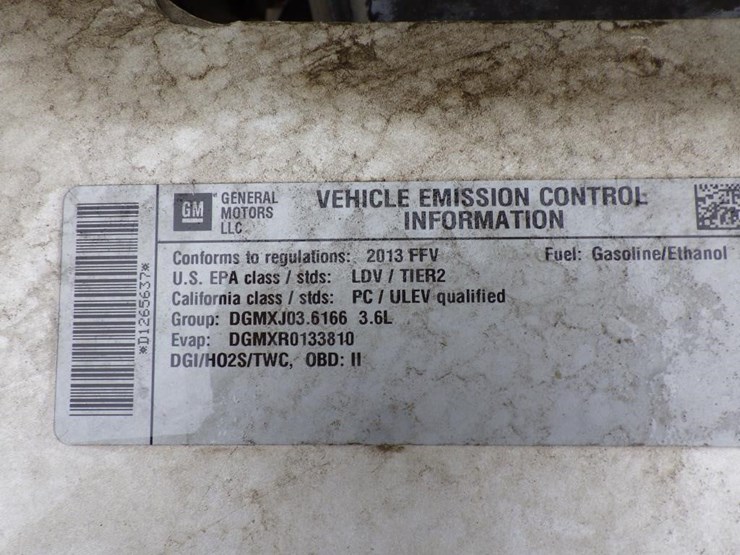 GM
GENERAL
MOTORS
LLC
VEHICLE EMISSION CONTROL
INFORMATION
Conforms to regulations: 2013 FFV
Fuel: Gasoline/Ethanol
U.S. EPA class / stds: LDV / TIER2
California class / stds: PC / ULEV qualified
Group: DGMXJ03.6166 3.6L
Evap: DGMXR0133810
DGI/HO2S/TWC, OBD: II
*D1265637*